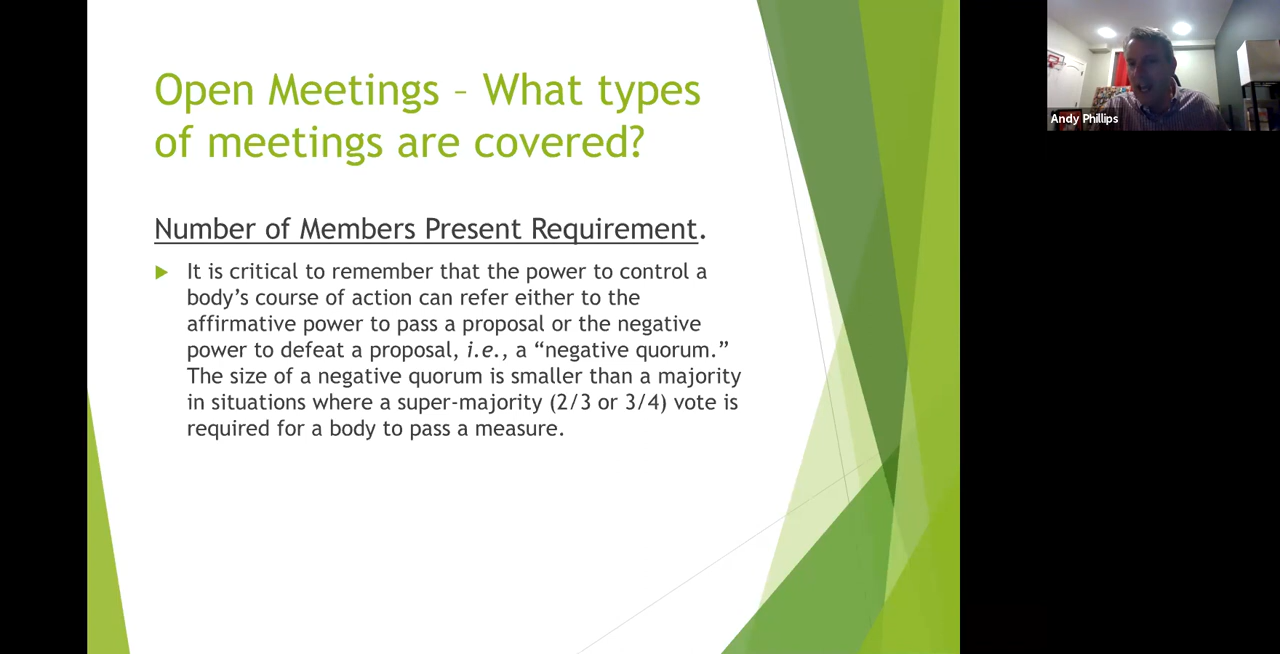 Open Meetings – What types
of meetings are covered?
Number of Members Present Requirement.
It is critical to remember that the power to control a
body’s course of action can refer either to the
affirmative power to pass a proposal or the negative
power to defeat a proposal, i.e., a “negative quorum.”
The size of a negative quorum is smaller than a majority
in situations where a super-majority (2/3 or 3/4) vote is
required for a body to pass a measure.
Andy Phillips